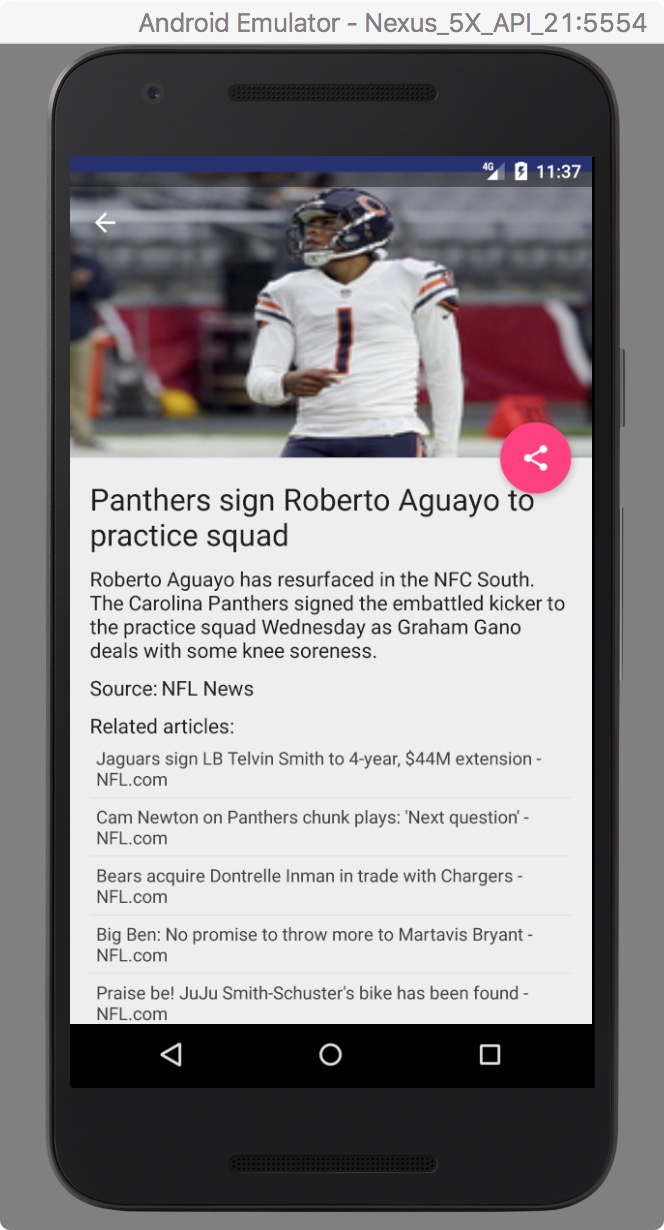 Android Emulator - Nexus_5X_API_21:5554
4G 11:37
1
Panthers sign Roberto Aguayo to
practice squad
Roberto Aguayo has resurfaced in the NFC South.
The Carolina Panthers signed the embattled kicker to
the practice squad Wednesday as Graham Gano
deals with some knee soreness.
Source: NFL News
Related articles:
Jaguars sign LB Telvin Smith to 4-year, $44M extension -
NFL.com
Cam Newton on Panthers chunk plays: 'Next question' -
NFL.com
Bears acquire Dontrelle Inman in trade with Chargers -
NFL.com
Big Ben: No promise to throw more to Martavis Bryant -
NFL.com
Praise be! JuJu Smith-Schuster's bike has been found -
NFL.com